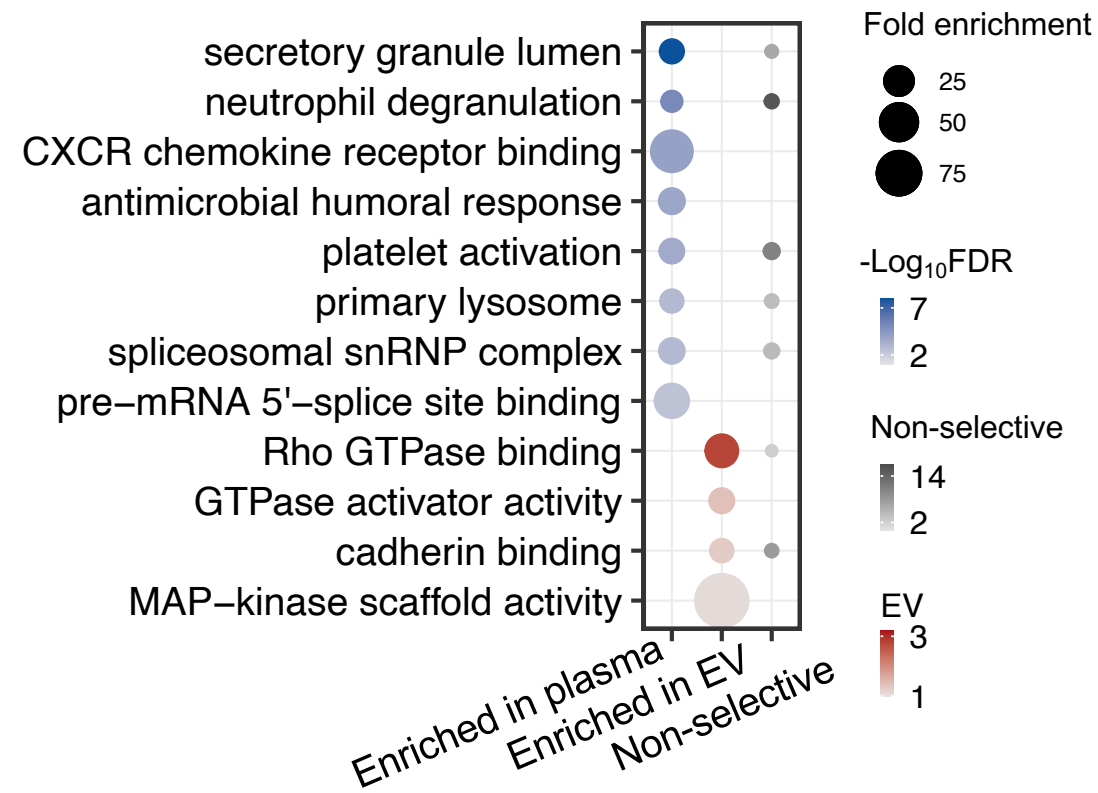 secretory granule lumen
neutrophil degranulation
CXCR chemokine receptor binding
antimicrobial humoral response
platelet activation
primary lysosome
spliceosomal snRNP complex
pre−mRNA 5'−splice site binding
Rho GTPase binding
GTPase activator activity
cadherin binding
MAP−kinase scaffold activity
Enriched in plasma
Enriched in EV
Non-selective
Fold enrichment
25
50
75
-Log₁₀FDR
7
2
Non-selective
14
2
EV
3
1